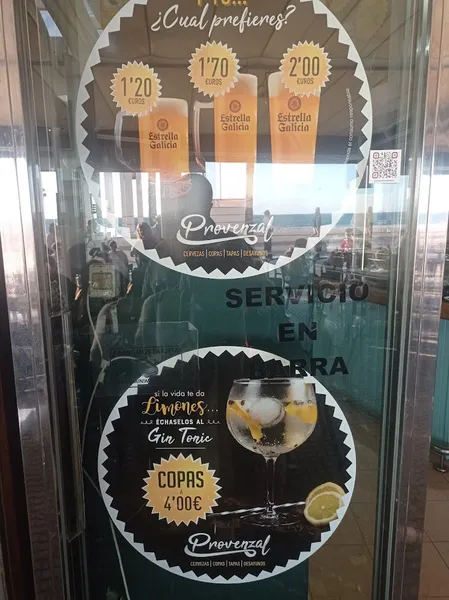 ¿Cual prefieres?
1'20
EUROS
1'70
EUROS
2'00
EUROS
Estrella
Galicia
Estrella
Galicia
Estrella
Galicia
Provenzal
CERVEZAS | COPAS | TAPAS | DESAYUNOS
SERVICIO
EN
BARRA
si la vida te da
Limones...
ÉCHASELOS AL
Gin Tonic
COPAS
4'00€
Provenzal
CERVEZAS | COPAS | TAPAS | DESAYUNOS